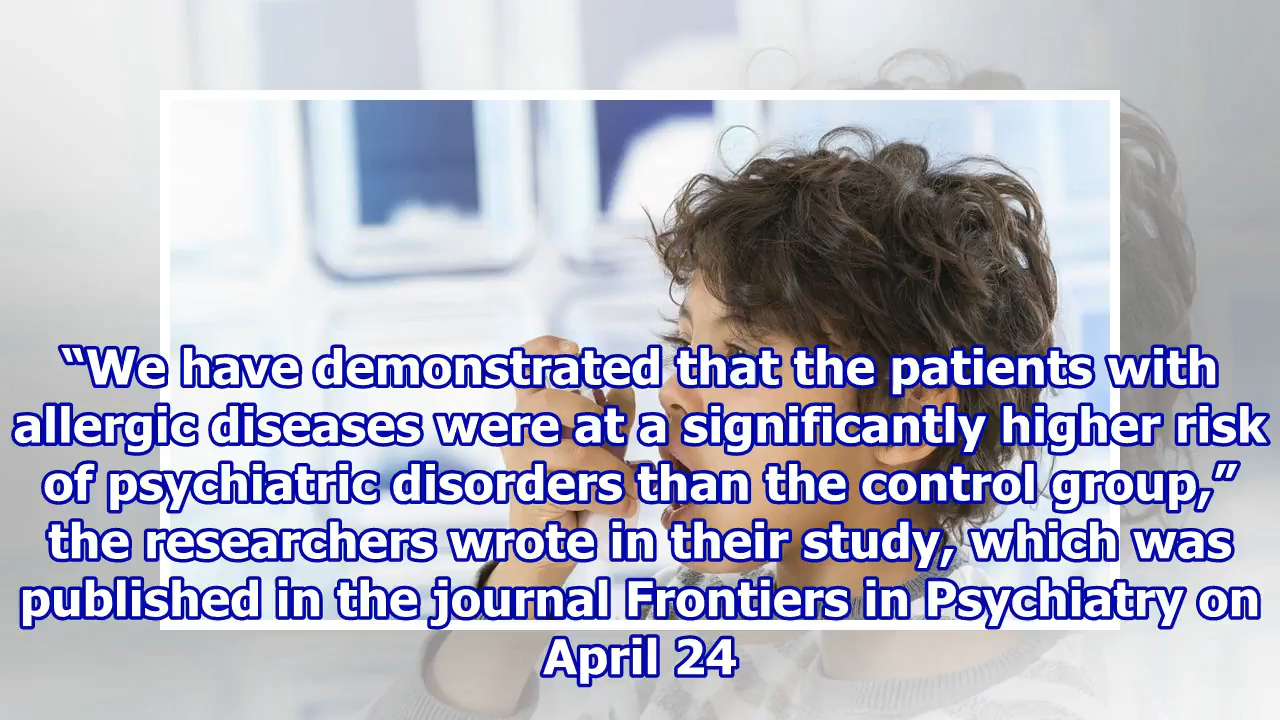 “We have demonstrated that the patients with
allergic diseases were at a significantly higher risk
of psychiatric disorders than the control group,”
the researchers wrote in their study, which was
published in the journal Frontiers in Psychiatry on
April 24